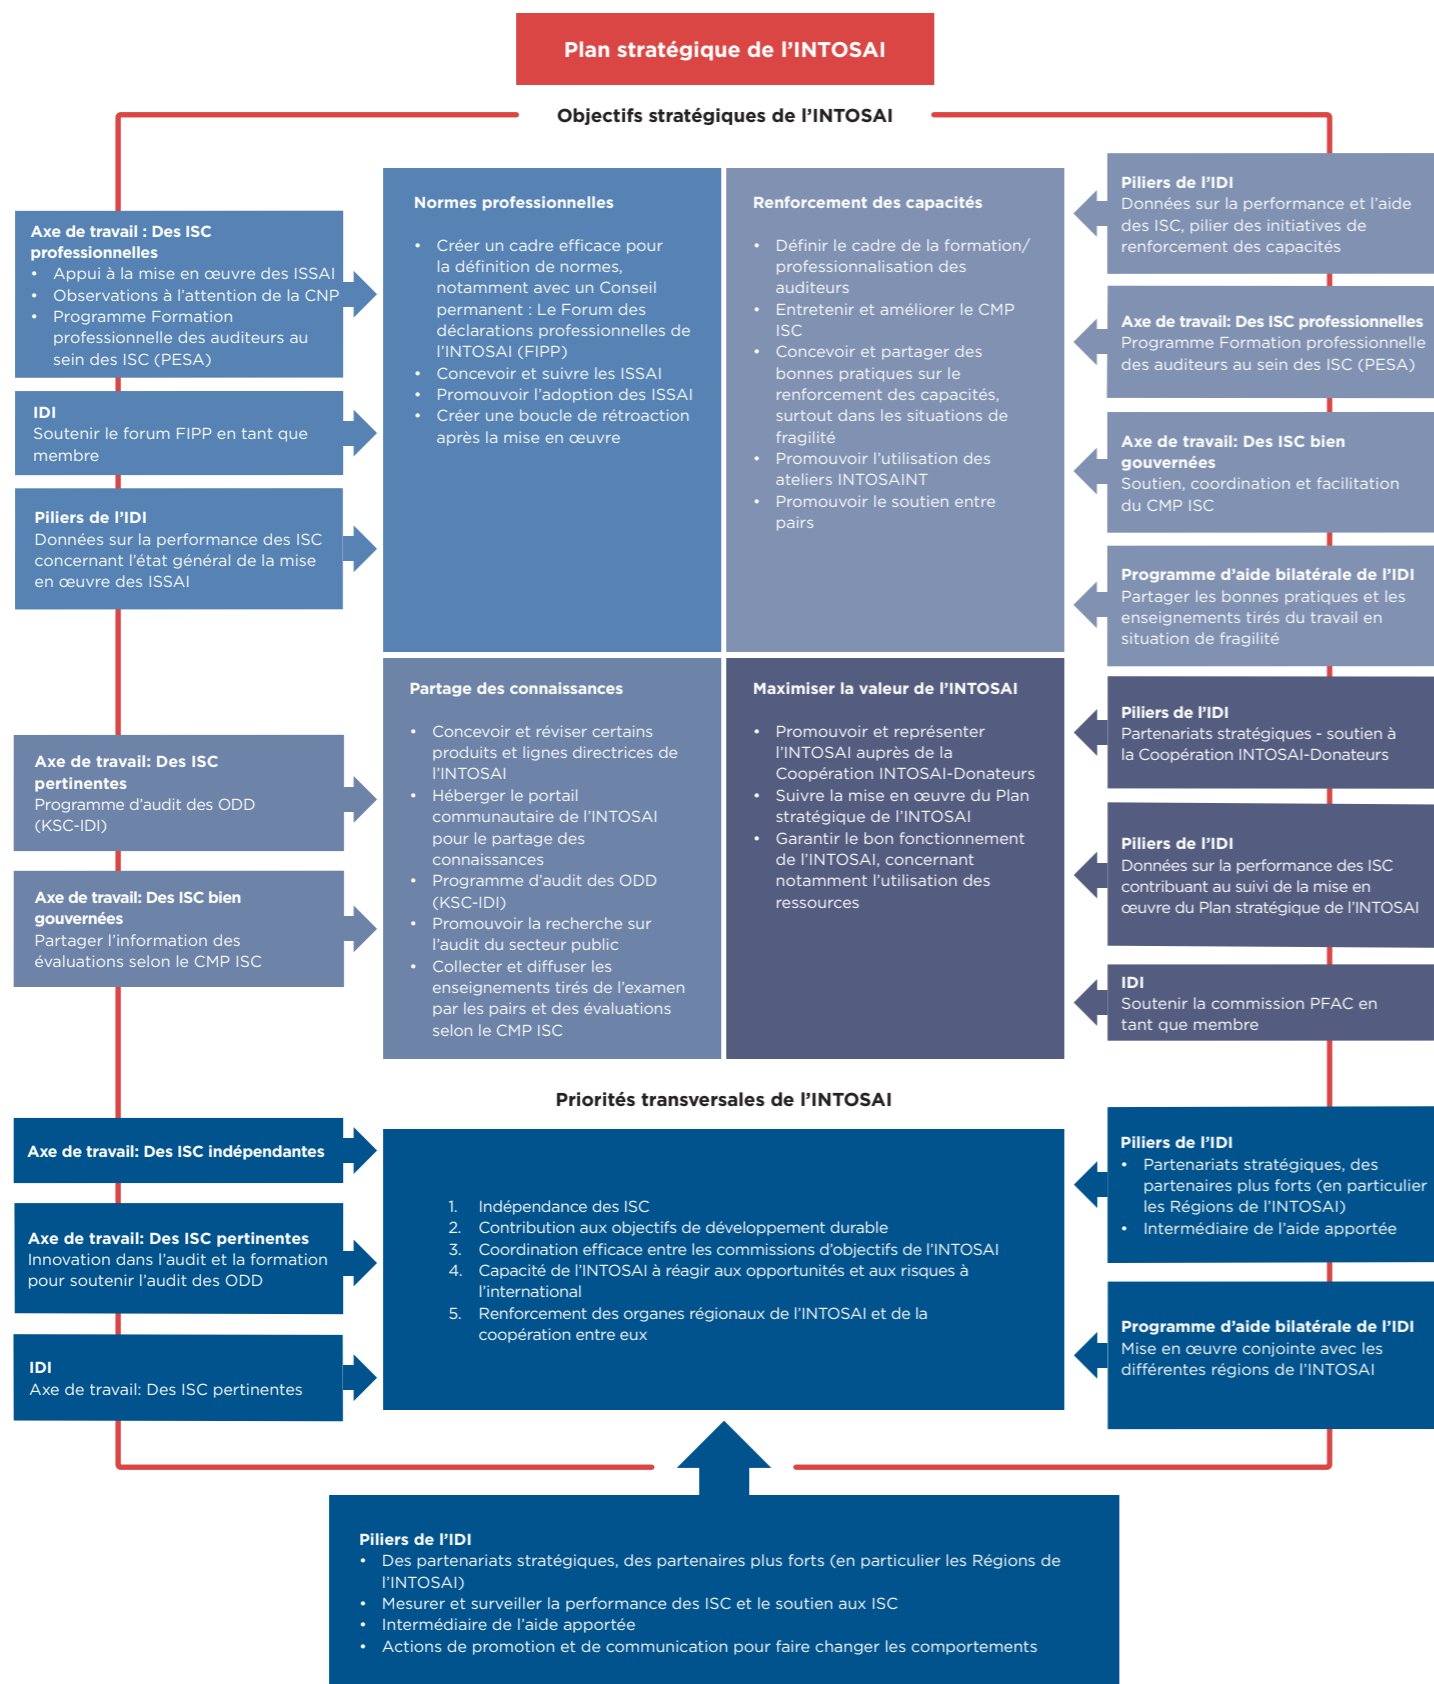 Plan stratégique de l’INTOSAI
Objectifs stratégiques de l’INTOSAI
Axe de travail : Des ISC
professionnelles
• Appui à la mise en œuvre des ISSAI
• Observations à l’attention de la CNP
• Programme Formation
professionnelle des auditeurs au
sein des ISC (PESA)
IDI
Soutenir le forum FIPP en tant que
membre
Piliers de l’IDI
Données sur la performance des ISC
concernant l’état général de la mise
en œuvre des ISSAI
Normes professionnelles
• Créer un cadre efficace pour
la définition de normes,
notamment avec un Conseil
permanent : Le Forum des
déclarations professionnelles de
l’INTOSAI (FIPP)
• Concevoir et suivre les ISSAI
• Promouvoir l’adoption des ISSAI
• Créer une boucle de rétroaction
après la mise en œuvre
Renforcement des capacités
• Définir le cadre de la formation/
professionnalisation des
auditeurs
• Entretenir et améliorer le CMP
ISC
• Concevoir et partager des
bonnes pratiques sur le
renforcement des capacités,
surtout dans les situations de
fragilité
• Promouvoir l’utilisation des
ateliers INTOSAINT
• Promouvoir le soutien entre
pairs
Piliers de l’IDI
Données sur la performance et l’aide
des ISC, pilier des initiatives de
renforcement des capacités
Axe de travail: Des ISC professionnelles
Programme Formation professionnelle
des auditeurs au sein des ISC (PESA)
Axe de travail: Des ISC bien
gouvernées
Soutien, coordination et facilitation
du CMP ISC
Programme d’aide bilatérale de l’IDI
Partager les bonnes pratiques et les
enseignements tirés du travail en
situation de fragilité
Axe de travail: Des ISC
pertinentes
Programme d’audit des ODD
(KSC-IDI)
Axe de travail: Des ISC bien
gouvernées
Partager l’information des
évaluations selon le CMP ISC
Partage des connaissances
• Concevoir et réviser certains
produits et lignes directrices de
l’INTOSAI
• Héberger le portail
communautaire de l’INTOSAI
pour le partage des
connaissances
• Programme d’audit des ODD
(KSC-IDI)
• Promouvoir la recherche sur
l’audit du secteur public
• Collecter et diffuser les
enseignements tirés de l’examen
par les pairs et des évaluations
selon le CMP ISC
Maximiser la valeur de l’INTOSAI
• Promouvoir et représenter
l’INTOSAI auprès de la
Coopération INTOSAI-Donateurs
• Suivre la mise en œuvre du Plan
stratégique de l’INTOSAI
• Garantir le bon fonctionnement
de l’INTOSAI, concernant
notamment l’utilisation des
ressources
Piliers de l’IDI
Partenariats stratégiques - soutien à
la Coopération INTOSAI-Donateurs
Piliers de l’IDI
Données sur la performance des ISC
contribuant au suivi de la mise en
œuvre du Plan stratégique de l’INTOSAI
IDI
Soutenir la commission PFAC en
tant que membre
Priorités transversales de l’INTOSAI
Axe de travail: Des ISC indépendantes
Axe de travail: Des ISC pertinentes
Innovation dans l’audit et la formation
pour soutenir l’audit des ODD
IDI
Axe de travail: Des ISC pertinentes
1. Indépendance des ISC
2. Contribution aux objectifs de développement durable
3. Coordination efficace entre les commissions d’objectifs de l’INTOSAI
4. Capacité de l’INTOSAI à réagir aux opportunités et aux risques à
l’international
5. Renforcement des organes régionaux de l’INTOSAI et de la
coopération entre eux
Piliers de l’IDI
• Partenariats stratégiques, des
partenaires plus forts (en particulier
les Régions de l’INTOSAI)
• Intermédiaire de l’aide apportée
Programme d’aide bilatérale de l’IDI
Mise en œuvre conjointe avec les
différentes régions de l’INTOSAI
Piliers de l’IDI
• Des partenariats stratégiques, des partenaires plus forts (en particulier les Régions de
l’INTOSAI)
• Mesurer et surveiller la performance des ISC et le soutien aux ISC
• Intermédiaire de l’aide apportée
• Actions de promotion et de communication pour faire changer les comportements